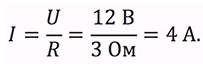 I = U/R = 12 В/3 Ом = 4 А.